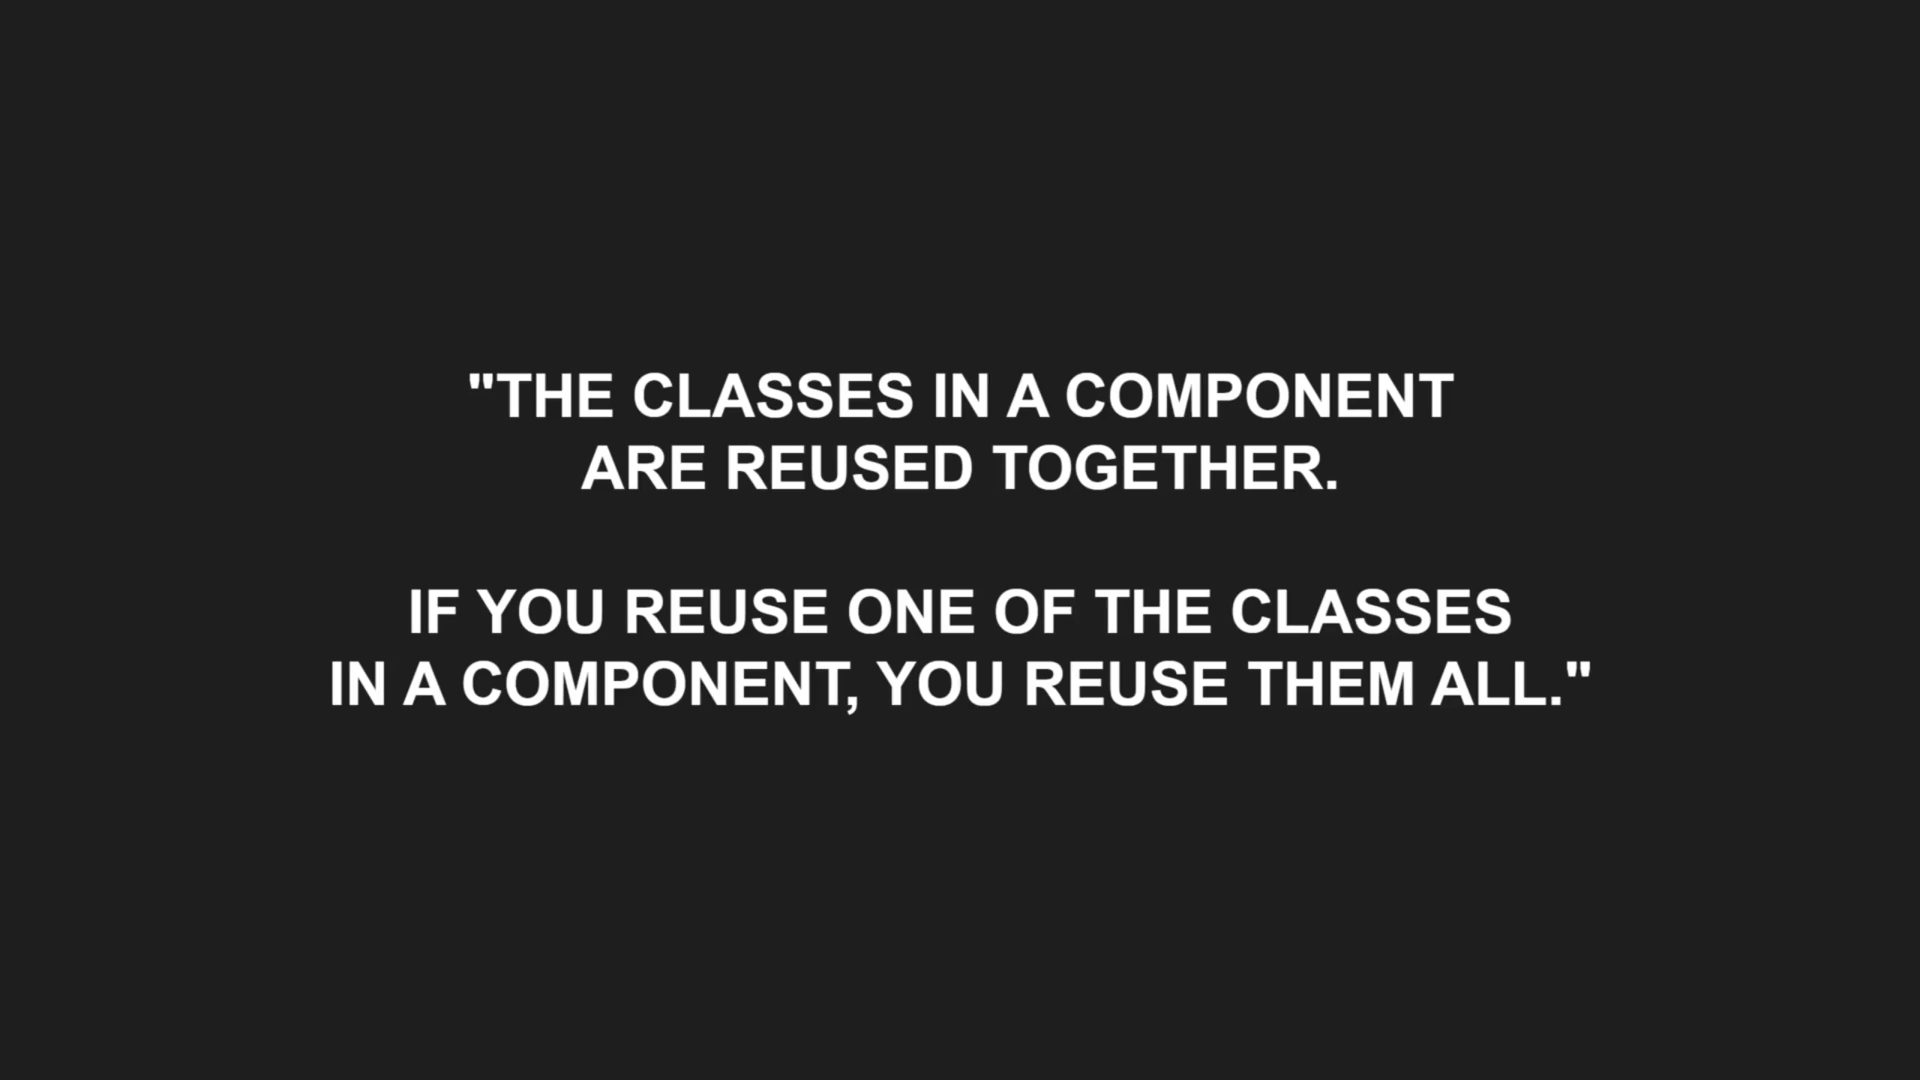 "THE CLASSES IN A COMPONENT
ARE REUSED TOGETHER.
IF YOU REUSE ONE OF THE CLASSES
IN A COMPONENT, YOU REUSE THEM ALL."